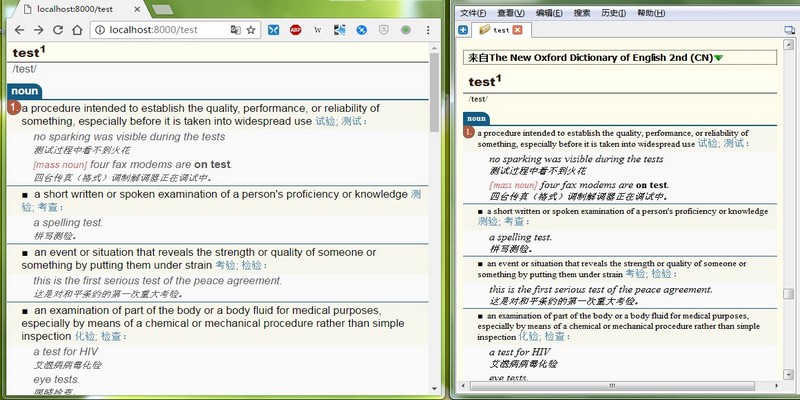 localhost:8000/test
localhost:8000/test
test1
/test/
noun
1. a procedure intended to establish the quality, performance, or reliability of
something, especially before it is taken into widespread use 试验; 测试：
no sparking was visible during the tests
测试过程中看不到火花
[mass noun] four fax modems are on test.
四台传真（格式）调制解调器正在调试中。
■ a short written or spoken examination of a person's proficiency or knowledge 测
验; 考查：
a spelling test.
拼写测验。
■ an event or situation that reveals the strength or quality of someone or
something by putting them under strain 考验; 检验：
this is the first serious test of the peace agreement.
这是对和平条约的第一次重大考验。
■ an examination of part of the body or a body fluid for medical purposes,
especially by means of a chemical or mechanical procedure rather than simple
inspection 化验; 检查：
a test for HIV
艾滋病病毒化验
eye tests.
文件(F) 查看(V) 编辑(E) 搜索 历史(I) 帮助(H)
test
来自The New Oxford Dictionary of English 2nd (CN)
test1
/test/
noun
1. a procedure intended to establish the quality, performance, or reliability of
something, especially before it is taken into widespread use 试验; 测试：
no sparking was visible during the tests
测试过程中看不到火花
[mass noun] four fax modems are on test.
四台传真（格式）调制解调器正在调试中。
■ a short written or spoken examination of a person's proficiency or knowledge
测验; 考查：
a spelling test.
拼写测验。
■ an event or situation that reveals the strength or quality of someone or
something by putting them under strain 考验; 检验：
this is the first serious test of the peace agreement.
这是对和平条约的第一次重大考验。
■ an examination of part of the body or a body fluid for medical purposes,
especially by means of a chemical or mechanical procedure rather than simple
inspection 化验; 检查：
a test for HIV
艾滋病病毒化验
eye tests.